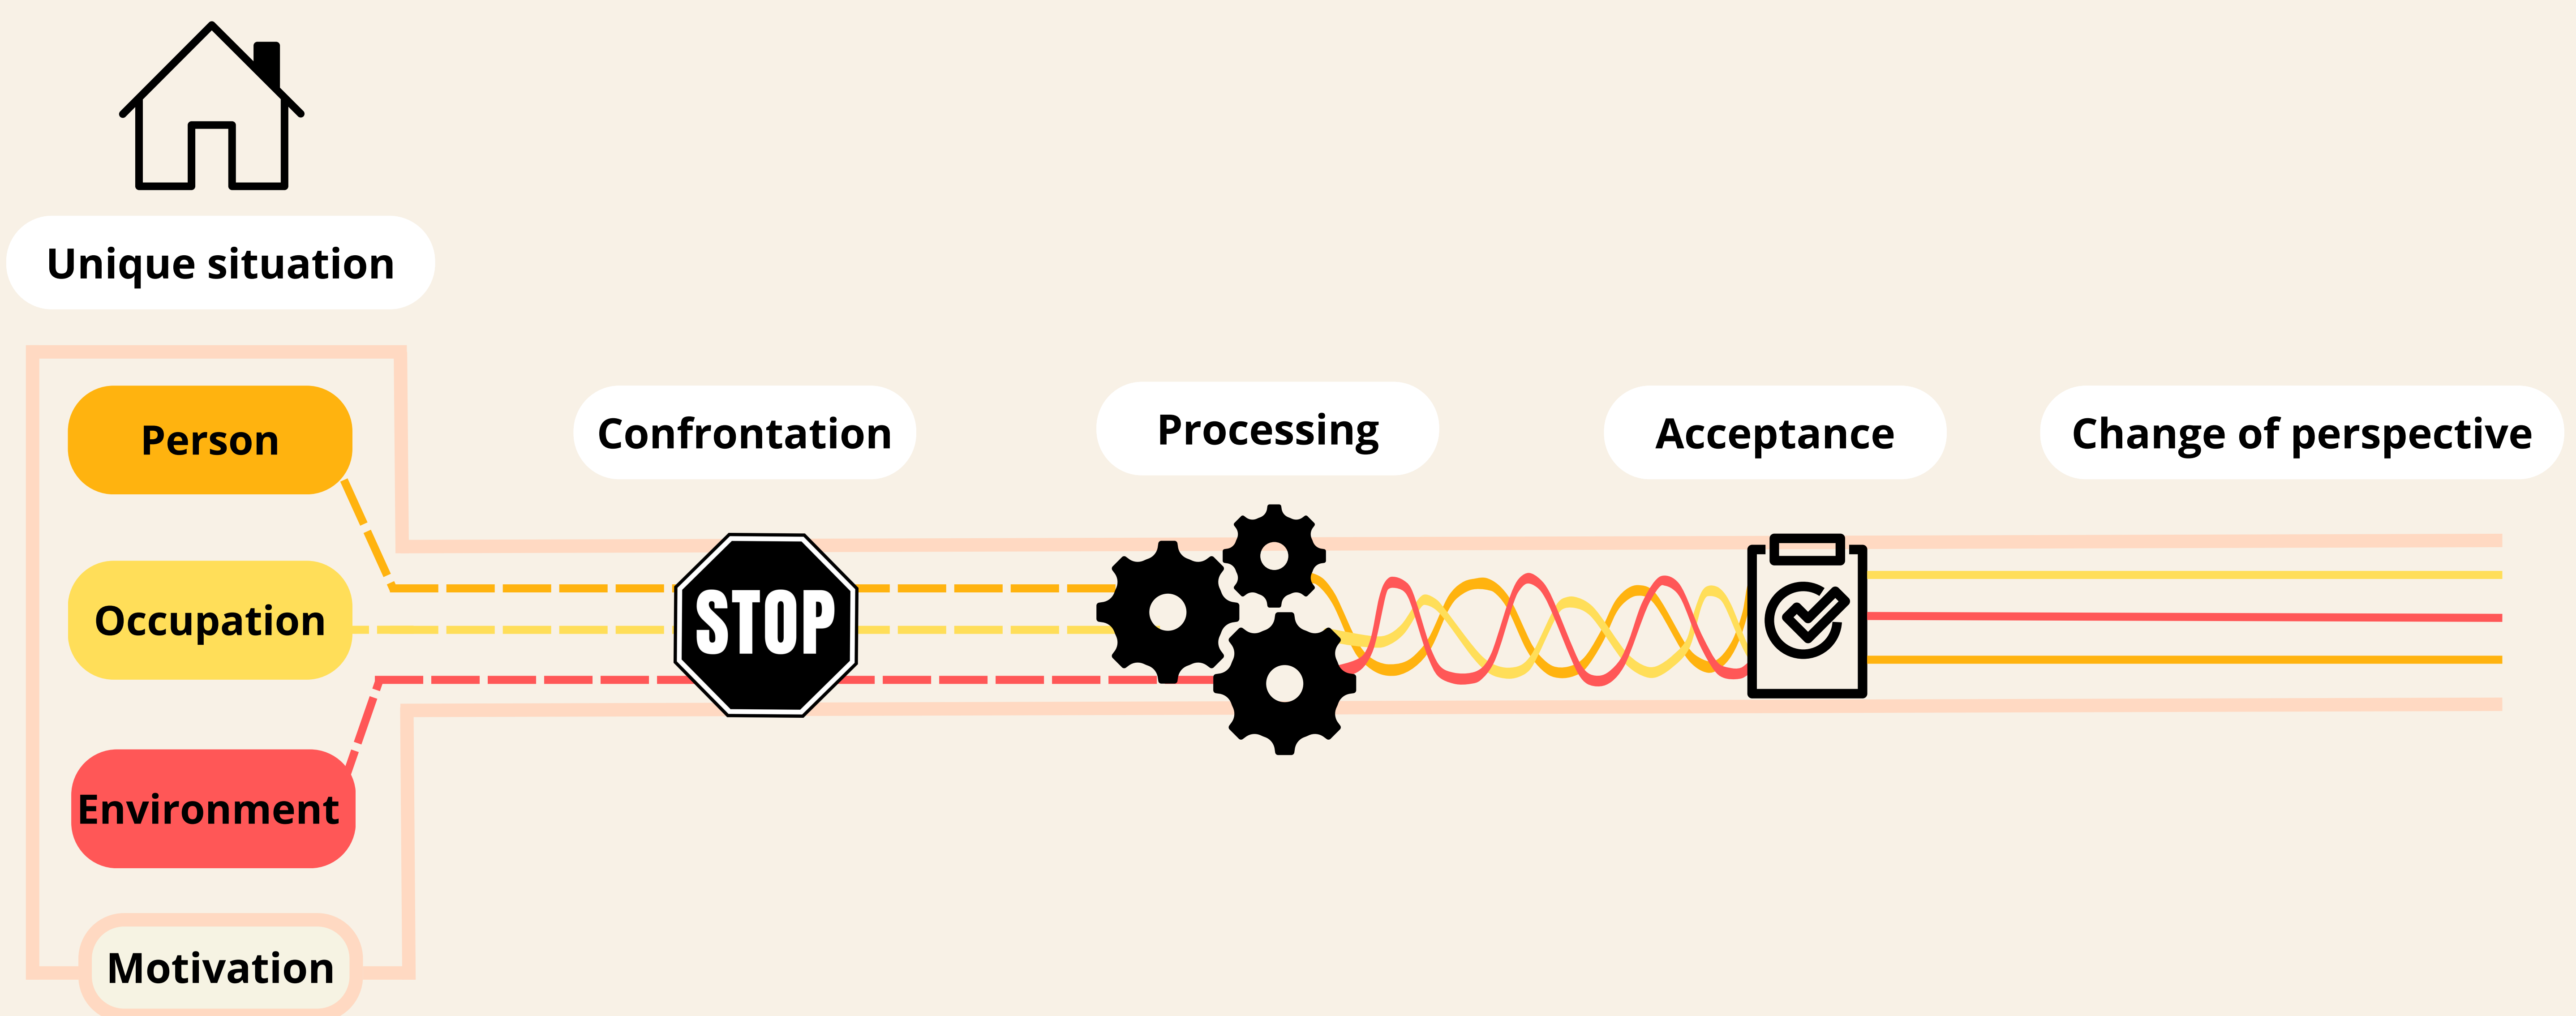 Unique situation
Person
Occupation
Environment
Motivation
Confrontation
STOP
Processing
Acceptance
Change of perspective